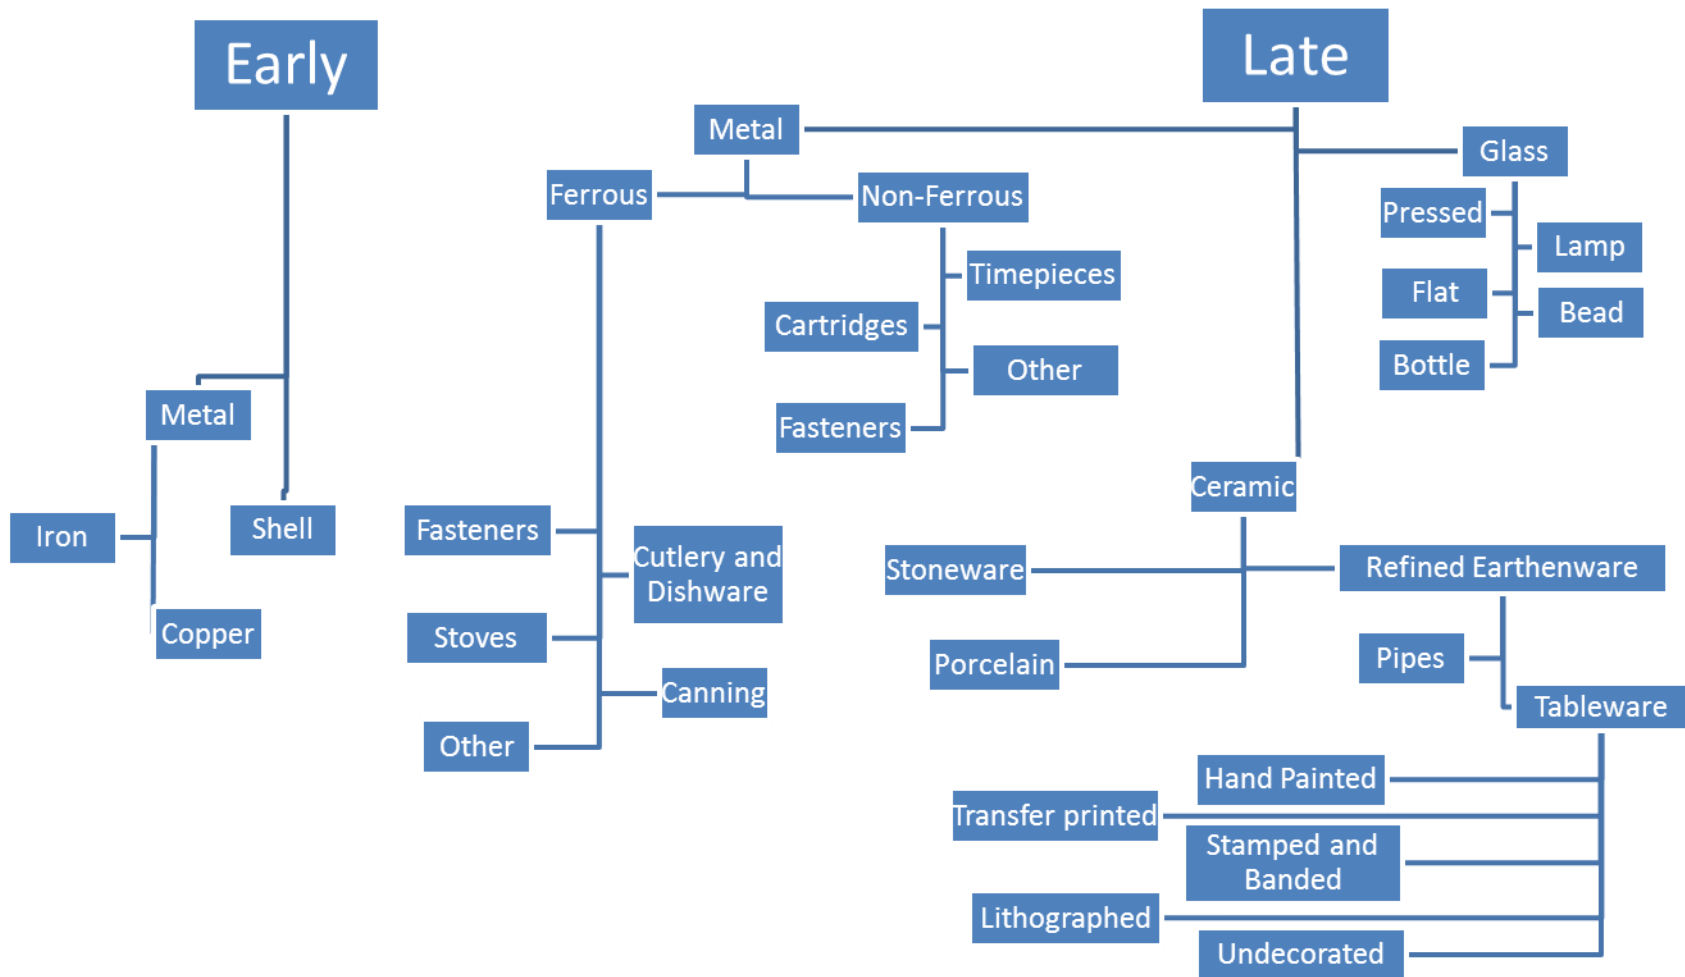 Early
Late
Metal
Glass
Ferrous
Non-Ferrous
Pressed
Lamp
Timepieces
Flat
Bead
Cartridges
Bottle
Other
Metal
Fasteners
Ceramic
Iron
Shell
Fasteners
Cutlery and
Dishware
Stoneware
Refined Earthenware
Copper
Stoves
Porcelain
Pipes
Canning
Tableware
Other
Hand Painted
Transfer printed
Stamped and
Banded
Lithographed
Undecorated